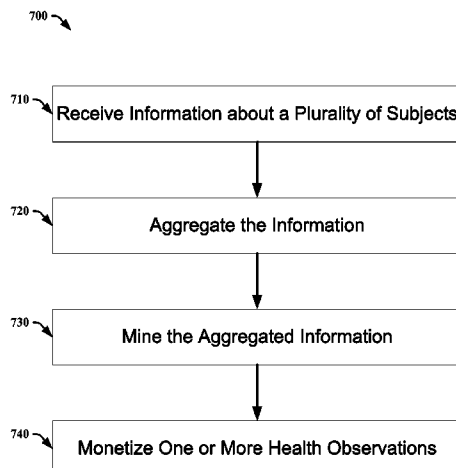 700
710
Receive Information about a Plurality of Subjects
720
Aggregate the Information
730
Mine the Aggregated Information
740
Monetize One or More Health Observations